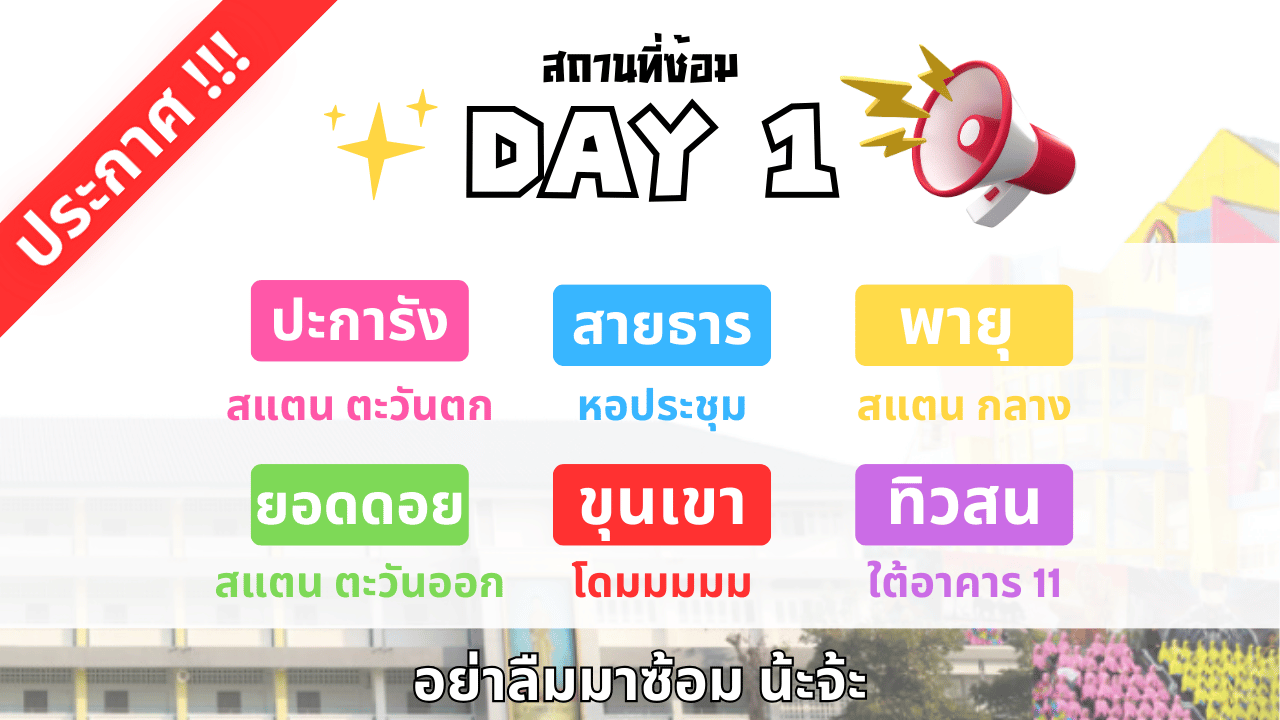 ประกาศ !!!
สถานที่ซ้อม
DAY 1
ปะการัง
สายธาร
พายุ
สแตน ตะวันตก
หอประชุม
สแตน กลาง
ยอดดอย
ขุนเขา
ทิวสน
สแตน ตะวันออก
โดมมมมม
ใต้อาคาร 11
อย่าลืมมาซ้อม น้ะจ้ะ